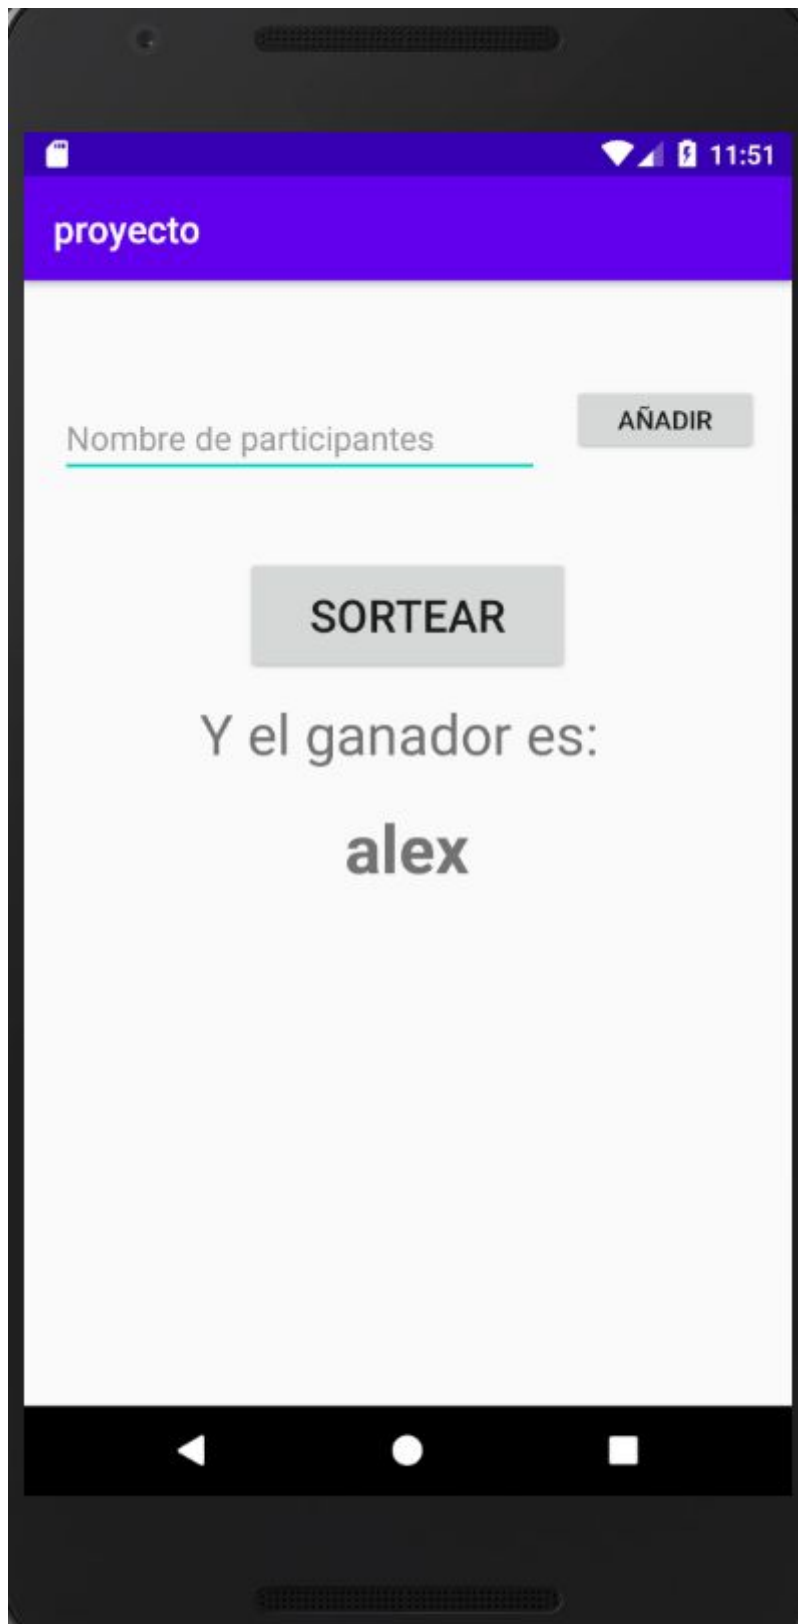 11:51
proyecto
Nombre de participantes
AÑADIR
SORTEAR
Y el ganador es:
alex